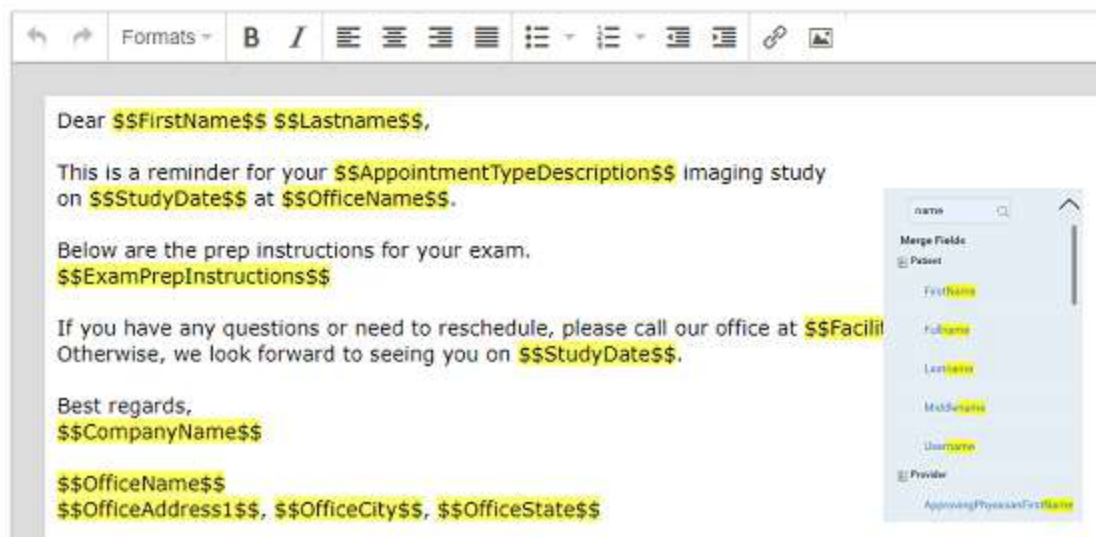 Formats
B I
Dear $$FirstName$$ $$Lastname$$,
This is a reminder for your $$AppointmentTypeDescription$$ imaging study
on $$StudyDate$$ at $$OfficeName$$.
Below are the prep instructions for your exam.
$$ExamPrepInstructions$$
If you have any questions or need to reschedule, please call our office at $$Facilit
Otherwise, we look forward to seeing you on $$StudyDate$$.
Best regards,
$$CompanyName$$
$$OfficeName$$
$$OfficeAddress1$$, $$OfficeCity$$, $$OfficeState$$
name
Merge Fields
Patient
FirstName
Fullname
Lastname
Middlename
Username
Provider
ApprovingPhysicianFirstName